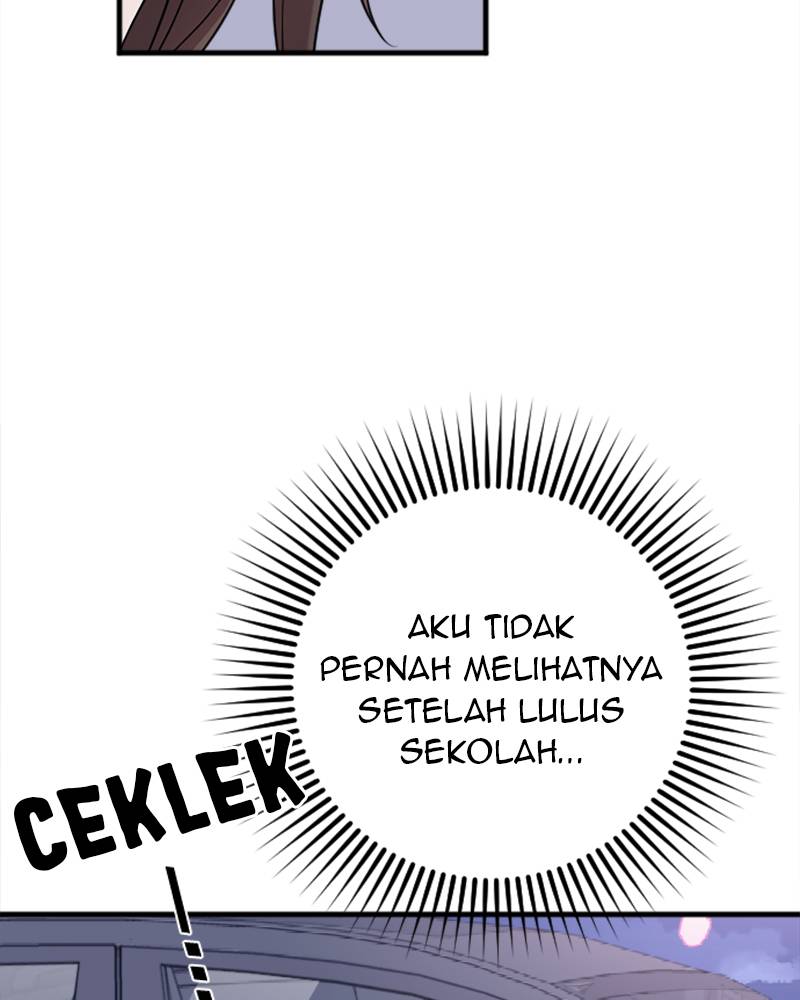 AKU TIDAK
PERNAH MELIHATNYA
SETELAH LULUS
SEKOLAH...
CEKLEK